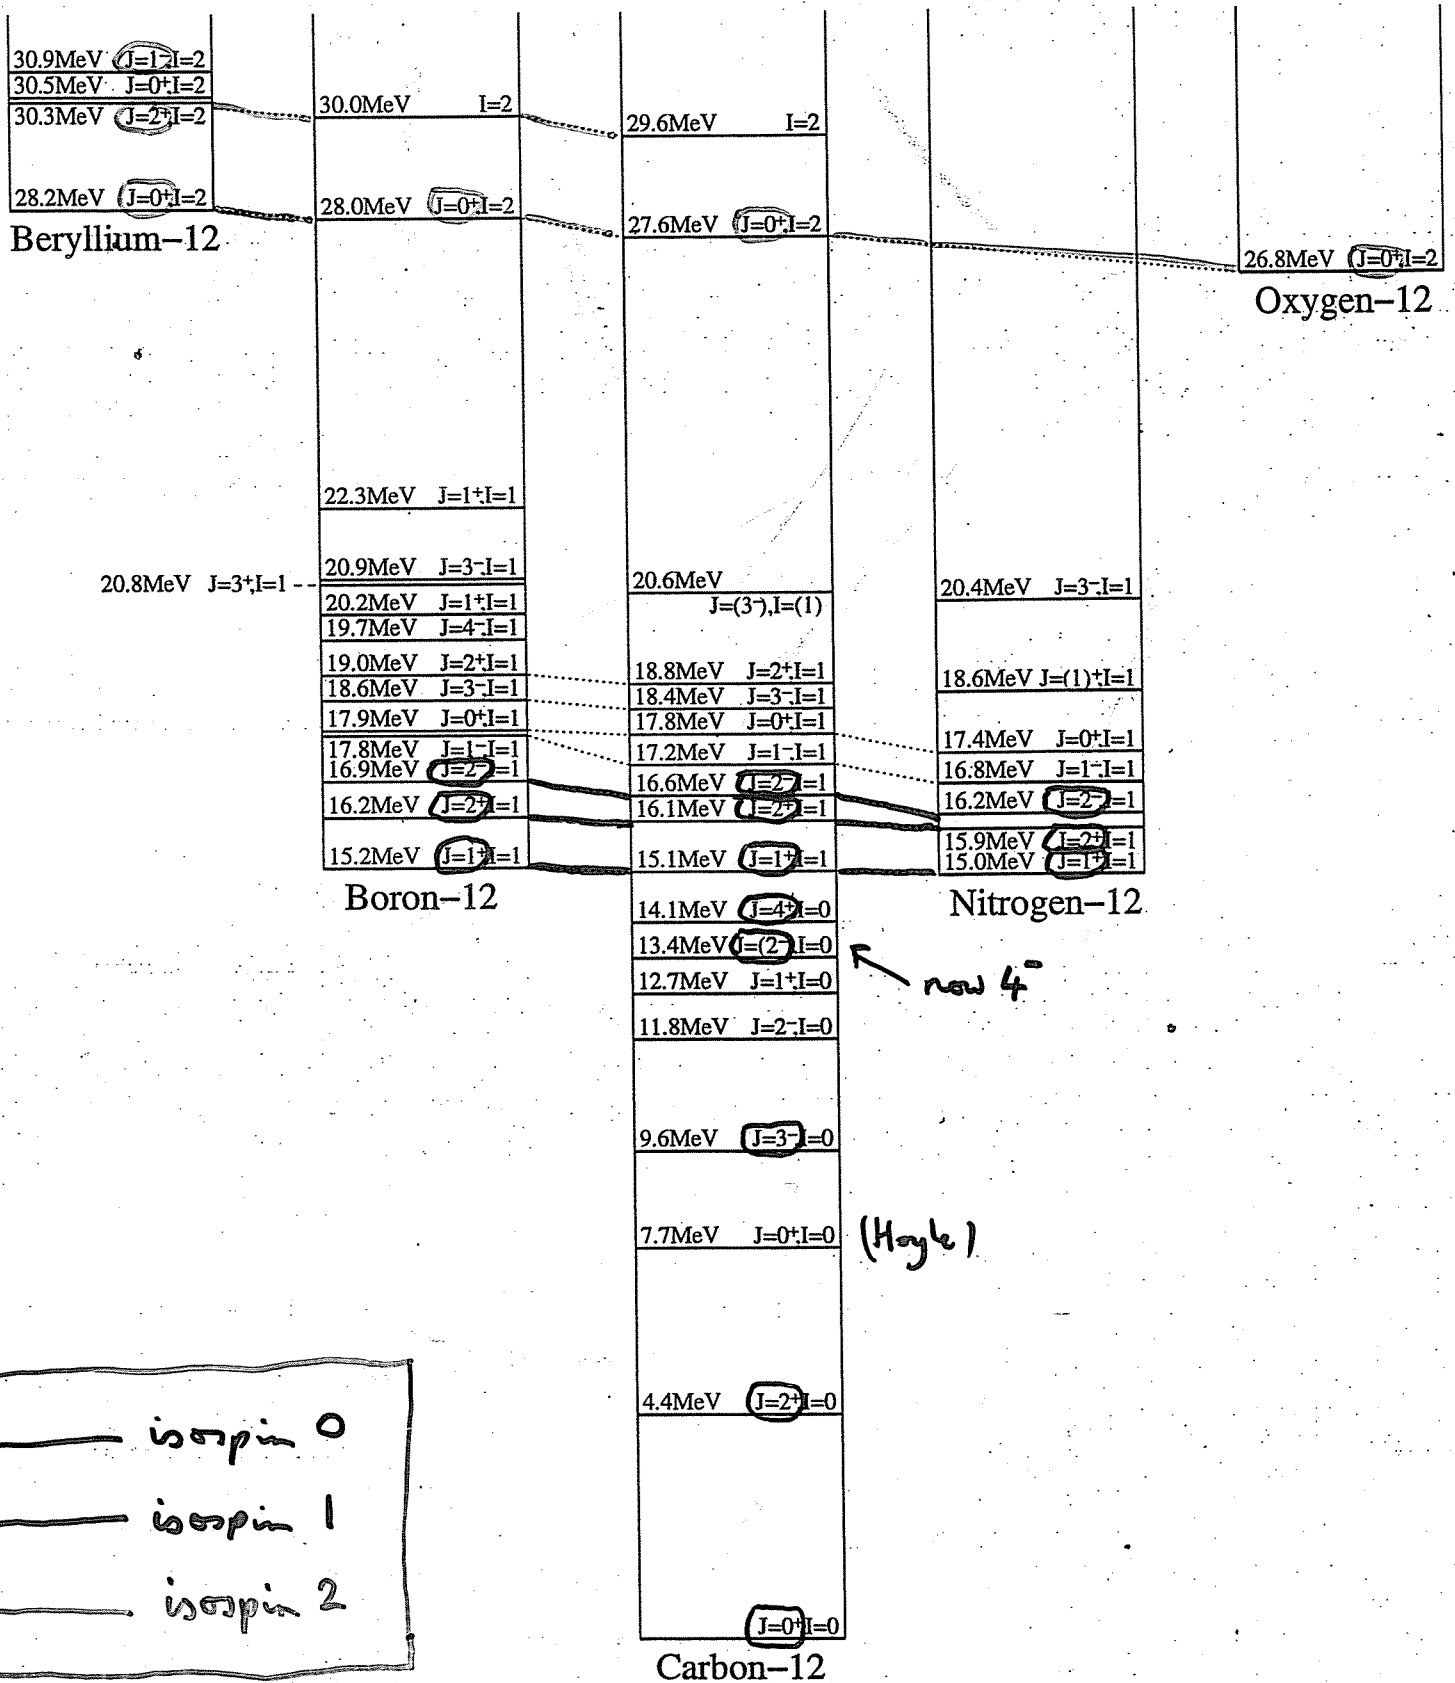 30.9MeV J=1⁻,I=2
30.5MeV J=0⁺,I=2
30.3MeV J=2⁺,I=2
28.2MeV J=0⁺,I=2
Beryllium–12
30.0MeV I=2
28.0MeV J=0⁺,I=2
22.3MeV J=1⁺,I=1
20.9MeV J=3⁻,I=1
20.8MeV J=3⁺,I=1
20.2MeV J=1⁺,I=1
19.7MeV J=4⁻,I=1
19.0MeV J=2⁺,I=1
18.6MeV J=3⁻,I=1
17.9MeV J=0⁺,I=1
17.8MeV J=1⁻,I=1
16.9MeV J=2⁻,I=1
16.2MeV J=2⁺,I=1
15.2MeV J=1⁺,I=1
Boron–12
29.6MeV I=2
27.6MeV J=0⁺,I=2
20.6MeV
J=(3⁻),I=(1)
18.8MeV J=2⁺,I=1
18.4MeV J=3⁻,I=1
17.8MeV J=0⁺,I=1
17.2MeV J=1⁻,I=1
16.6MeV J=2⁻,I=1
16.1MeV J=2⁺,I=1
15.1MeV J=1⁺,I=1
14.1MeV J=4⁺,I=0
13.4MeV J=(2⁻),I=0
now 4⁻
12.7MeV J=1⁺,I=0
11.8MeV J=2⁻,I=0
9.6MeV J=3⁻,I=0
7.7MeV J=0⁺,I=0
(Hoyle)
4.4MeV J=2⁺,I=0
J=0⁺,I=0
Carbon–12
20.4MeV J=3⁻,I=1
18.6MeV J=(1)⁺,I=1
17.4MeV J=0⁺,I=1
16.8MeV J=1⁻,I=1
16.2MeV J=2⁻,I=1
15.9MeV J=2⁺,I=1
15.0MeV J=1⁺,I=1
Nitrogen–12
26.8MeV J=0⁺,I=2
Oxygen–12
isospin 0
isospin 1
isospin 2